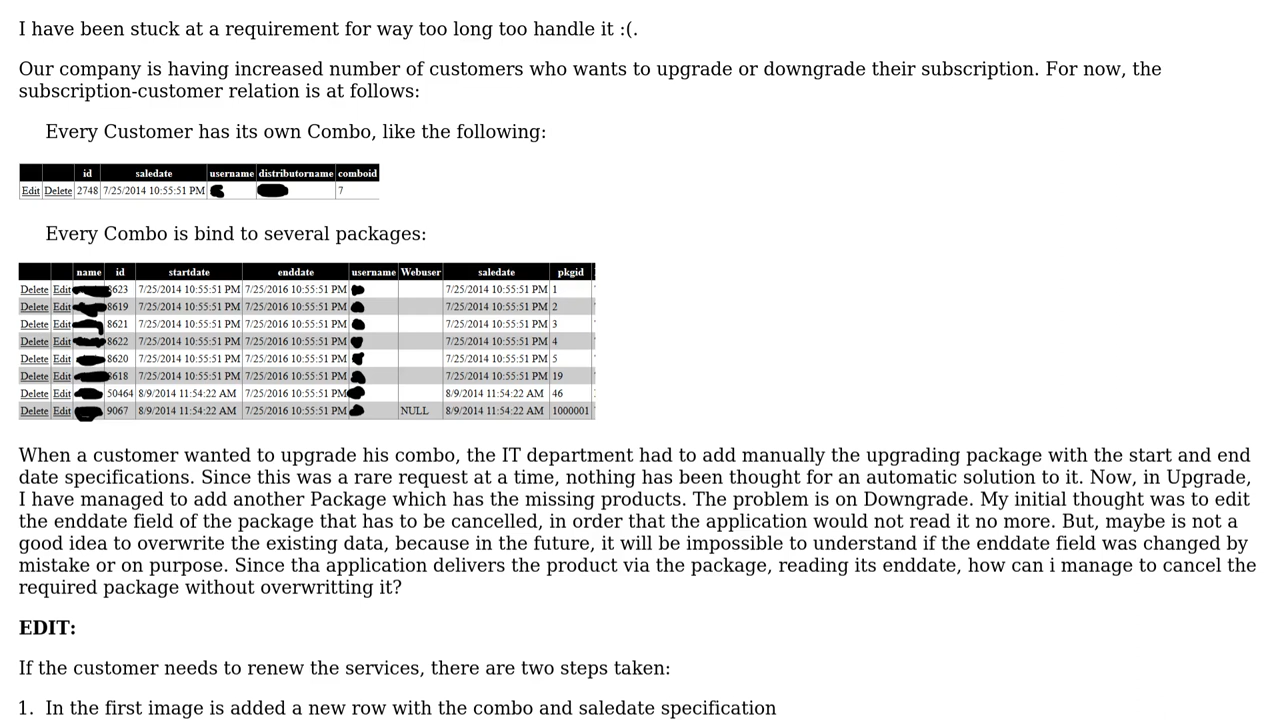 I have been stuck at a requirement for way too long too handle it :(.
Our company is having increased number of customers who wants to upgrade or downgrade their subscription. For now, the
subscription-customer relation is at follows:
Every Customer has its own Combo, like the following:
id saledate username distributorname comboid
Edit Delete 2748 7/25/2014 10:55:51 PM 7
Every Combo is bind to several packages:
name id startdate enddate username Webuser saledate pkgid
Delete Edit 8623 7/25/2014 10:55:51 PM 7/25/2016 10:55:51 PM 7/25/2014 10:55:51 PM 1
Delete Edit 8619 7/25/2014 10:55:51 PM 7/25/2016 10:55:51 PM 7/25/2014 10:55:51 PM 2
Delete Edit 8621 7/25/2014 10:55:51 PM 7/25/2016 10:55:51 PM 7/25/2014 10:55:51 PM 3
Delete Edit 8622 7/25/2014 10:55:51 PM 7/25/2016 10:55:51 PM 7/25/2014 10:55:51 PM 4
Delete Edit 8620 7/25/2014 10:55:51 PM 7/25/2016 10:55:51 PM 7/25/2014 10:55:51 PM 5
Delete Edit 8618 7/25/2014 10:55:51 PM 7/25/2016 10:55:51 PM 7/25/2014 10:55:51 PM 19
Delete Edit 50464 8/9/2014 11:54:22 AM 7/25/2016 10:55:51 PM 8/9/2014 11:54:22 AM 46
Delete Edit 9067 8/9/2014 11:54:22 AM 7/25/2016 10:55:51 PM NULL 8/9/2014 11:54:22 AM 1000001
When a customer wanted to upgrade his combo, the IT department had to add manually the upgrading package with the start and end
date specifications. Since this was a rare request at a time, nothing has been thought for an automatic solution to it. Now, in Upgrade,
I have managed to add another Package which has the missing products. The problem is on Downgrade. My initial thought was to edit
the enddate field of the package that has to be cancelled, in order that the application would not read it no more. But, maybe is not a
good idea to overwrite the existing data, because in the future, it will be impossible to understand if the enddate field was changed by
mistake or on purpose. Since tha application delivers the product via the package, reading its enddate, how can i manage to cancel the
required package without overwritting it?
EDIT:
If the customer needs to renew the services, there are two steps taken:
1. In the first image is added a new row with the combo and saledate specification